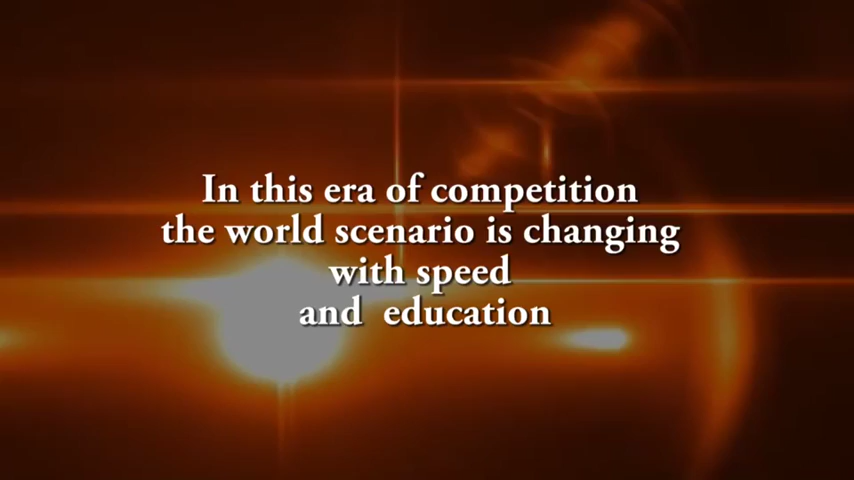 In this era of competition
the world scenario is changing
with speed
and  education